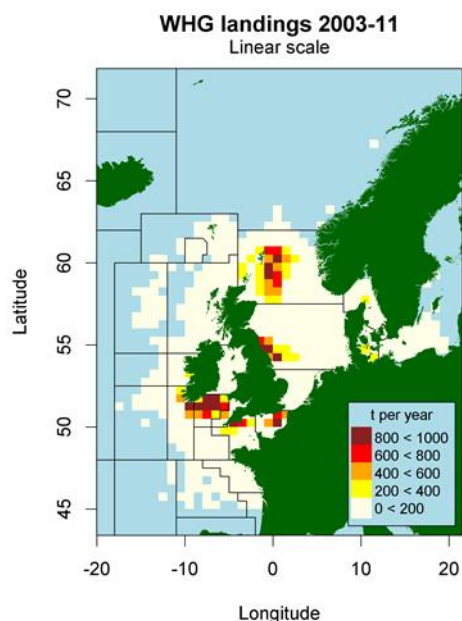 WHG landings 2003-11
Linear scale
70
65
60
55
50
45
Latitude
t per year
800 < 1000
600 < 800
400 < 600
200 < 400
0 < 200
-20
-10
0
10
20
Longitude